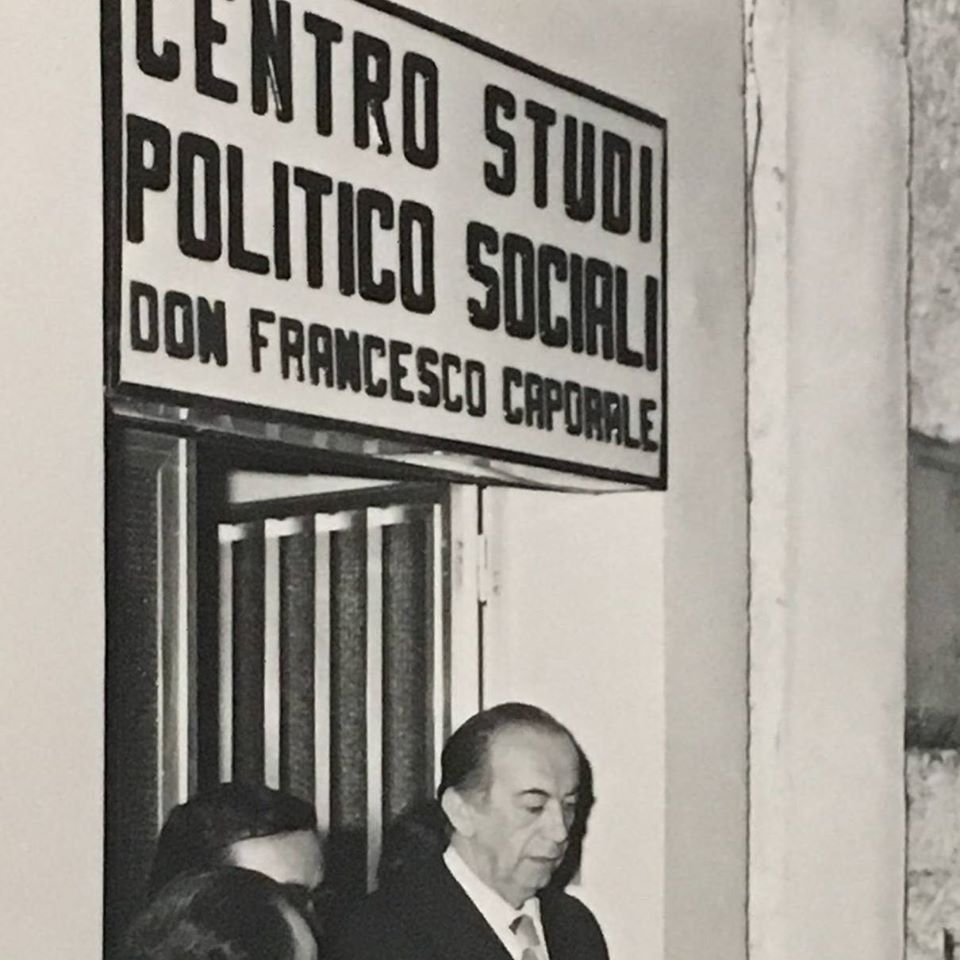 CENTRO STUDI
POLITICO SOCIALI
DON FRANCESCO CAPORALE